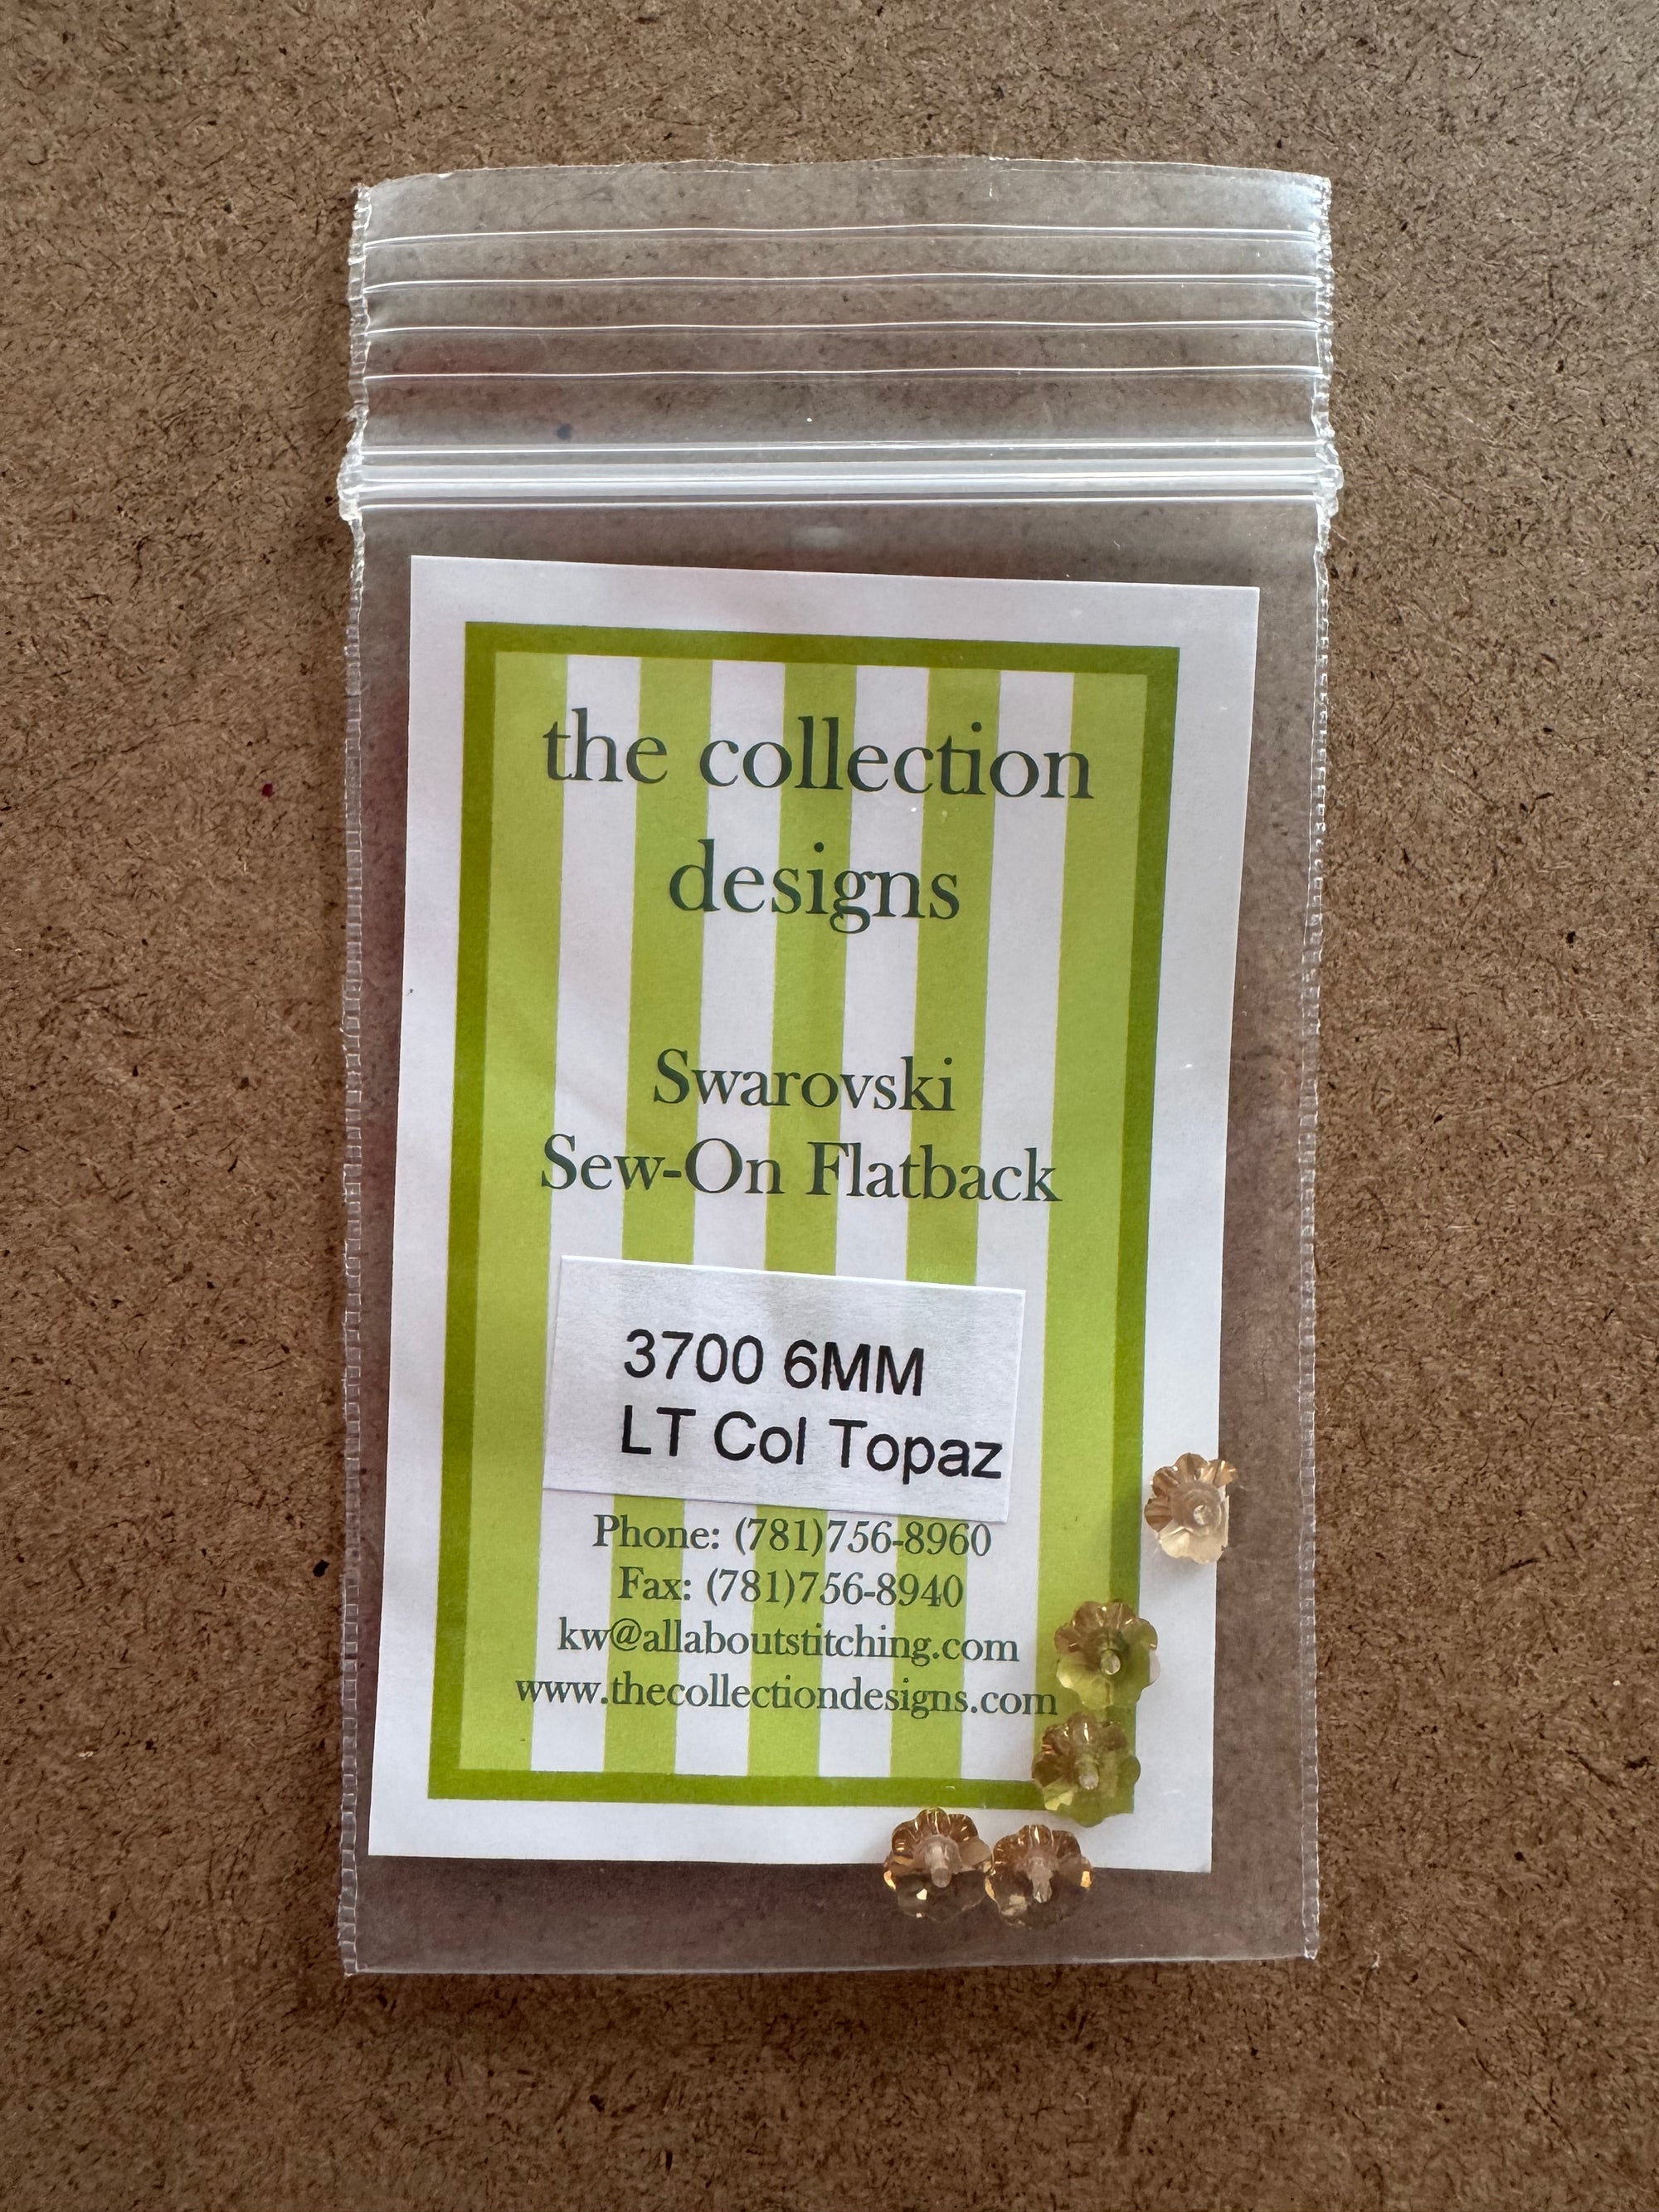 the collection
designs
Swarovski
Sew-On Flatback
3700 6MM
LT Col Topaz
Phone: (781)756-8960
Fax: (781)756-8940
kw@allaboutstitching.com
www.thecollectiondesigns.com